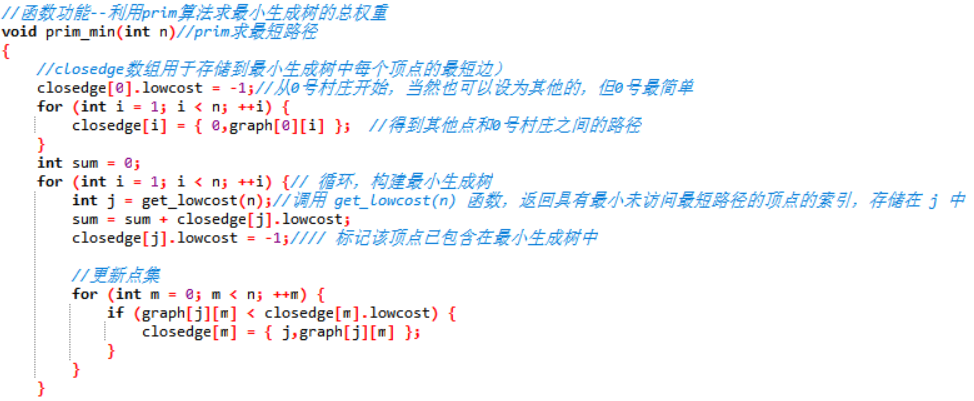 //函数功能--利用prim算法求最小生成树的总权重
void prim_min(int n)//prim求最短路径
{
//closedge数组用于存储到最小生成树中每个顶点的最短边)
closedge[0].lowcost = -1;//从0号村庄开始，当然也可以设为其他的，但0号最简单
for (int i = 1; i < n; ++i) {
closedge[i] = { 0,graph[0][i] };  //得到其他点和0号村庄之间的路径
}
int sum = 0;
for (int i = 1; i < n; ++i) {// 循环，构建最小生成树
int j = get_lowcost(n);//调用 get_lowcost(n) 函数，返回具有最小未访问最短路径的顶点的索引，存储在 j 中
sum = sum + closedge[j].lowcost;
closedge[j].lowcost = -1;//// 标记该顶点已包含在最小生成树中
//更新点集
for (int m = 0; m < n; ++m) {
if (graph[j][m] < closedge[m].lowcost) {
closedge[m] = { j,graph[j][m] };
}
}
}